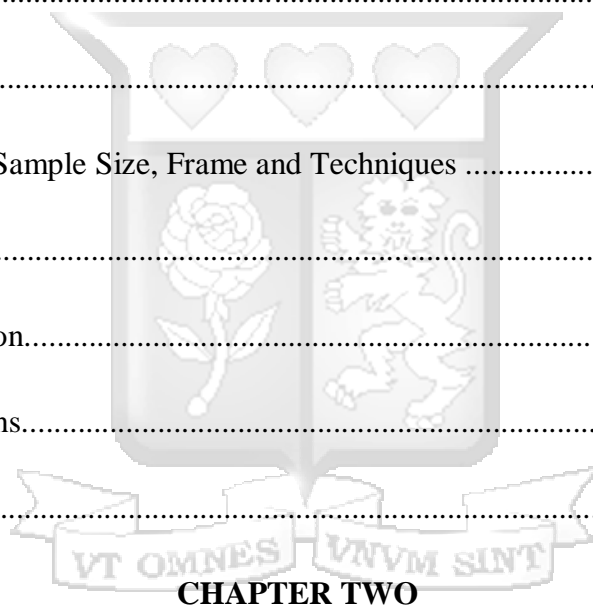 ................................................................
................................................................
Sample Size, Frame and Techniques ................
................................................................
on................................................................
ns................................................................
................................................................
VT OMNES VNVM SINT
CHAPTER TWO